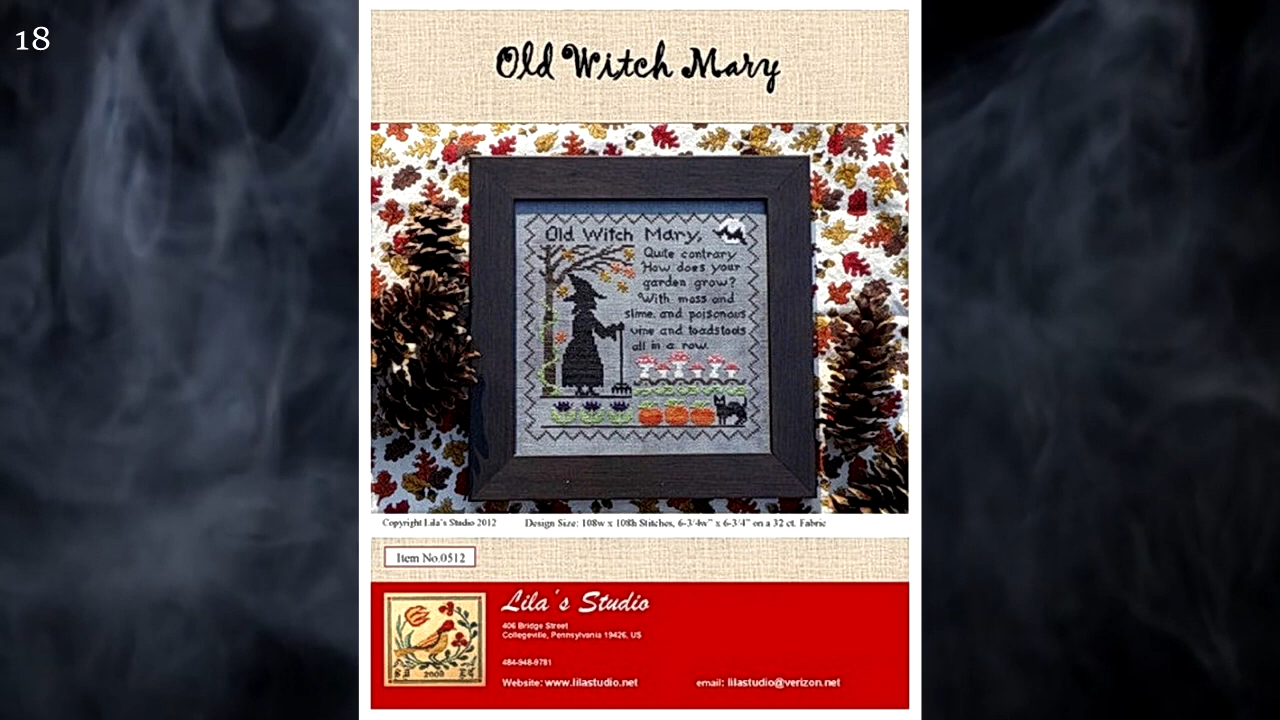 18
Old Witch Mary
Old Witch Mary,
Quite contrary
How does your
garden grow?
With moss and
slime, and poisonous
vine and toadstools
all in a row.
Copyright Lila's Studio 2012
Design Size: 108w x 108h Stitches, 6-3/4w" x 6-3/4" on a 32 ct. Fabric
Item No.0512
Lila's Studio
406 Bridge Street
Collegeville, Pennsylvania 19426, US
484-948-9781
Website: www.lilastudio.net
email: lilastudio@verizon.net
2008